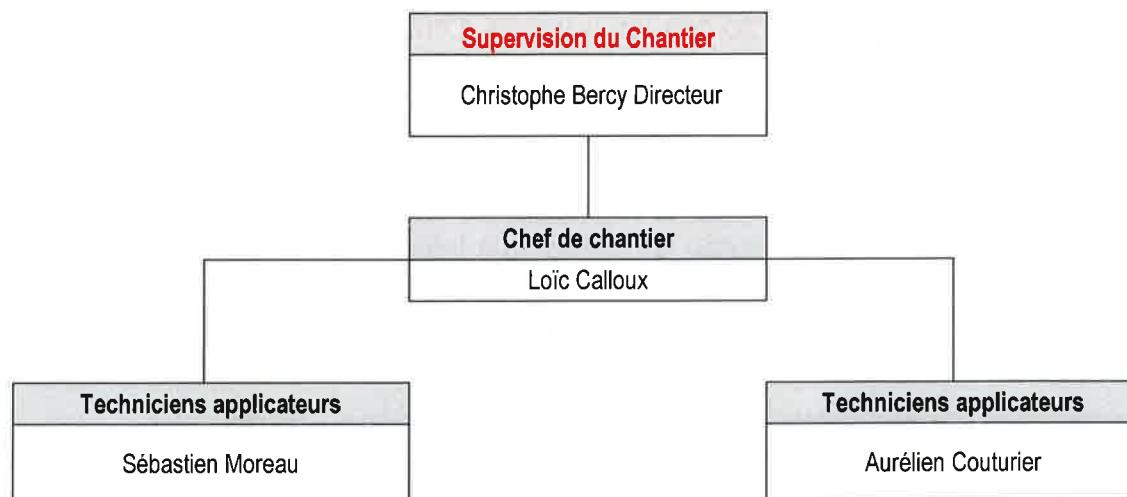 Supervision du Chantier
Christophe Bercy Directeur
Chef de chantier
Loïc Calloux
Techniciens applicateurs
Sébastien Moreau
Techniciens applicateurs
Aurélien Couturier